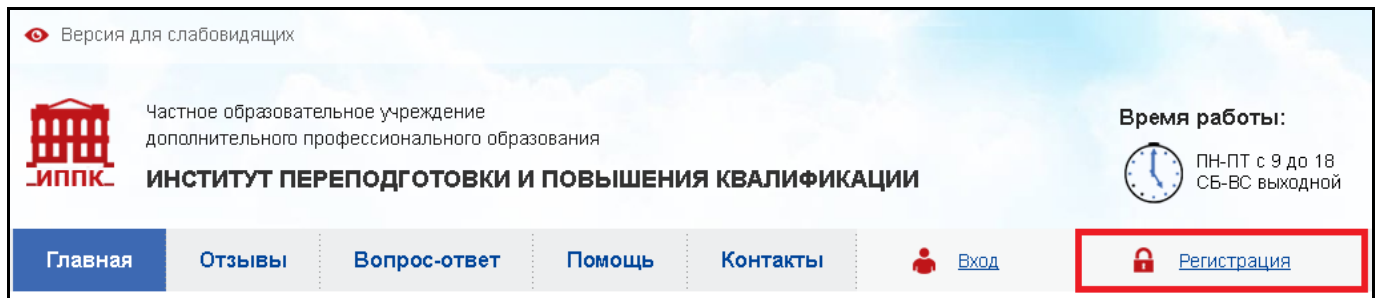 Версия для слабовидящих
Частное образовательное учреждение
дополнительного профессионального образования
ИНСТИТУТ ПЕРЕПОДГОТОВКИ И ПОВЫШЕНИЯ КВАЛИФИКАЦИИ
ИППК
Время работы:
ПН-ПТ с 9 до 18
СБ-ВС выходной
Главная
Отзывы
Вопрос-ответ
Помощь
Контакты
Вход
Регистрация